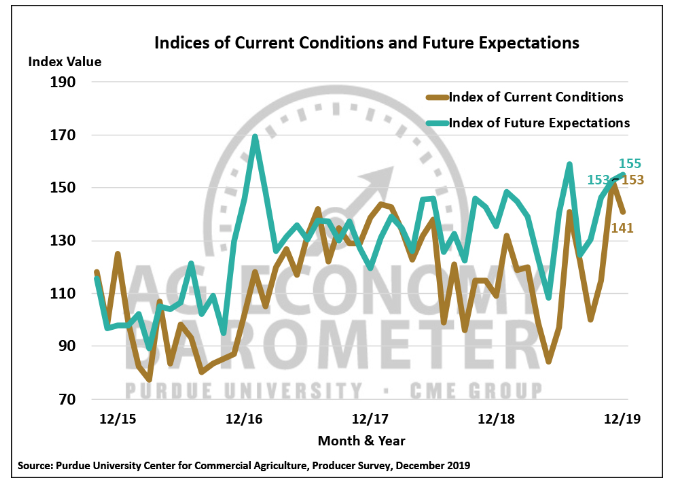 Indices of Current Conditions and Future Expectations
Index Value
190
170
150
130
110
90
70
Index of Current Conditions
Index of Future Expectations
155
153
153
141
AG ECONOMY
BAROMETER
PURDUE UNIVERSITY · CME GROUP
12/15
12/16
12/17
12/18
12/19
Month & Year
Source: Purdue University Center for Commercial Agriculture, Producer Survey, December 2019